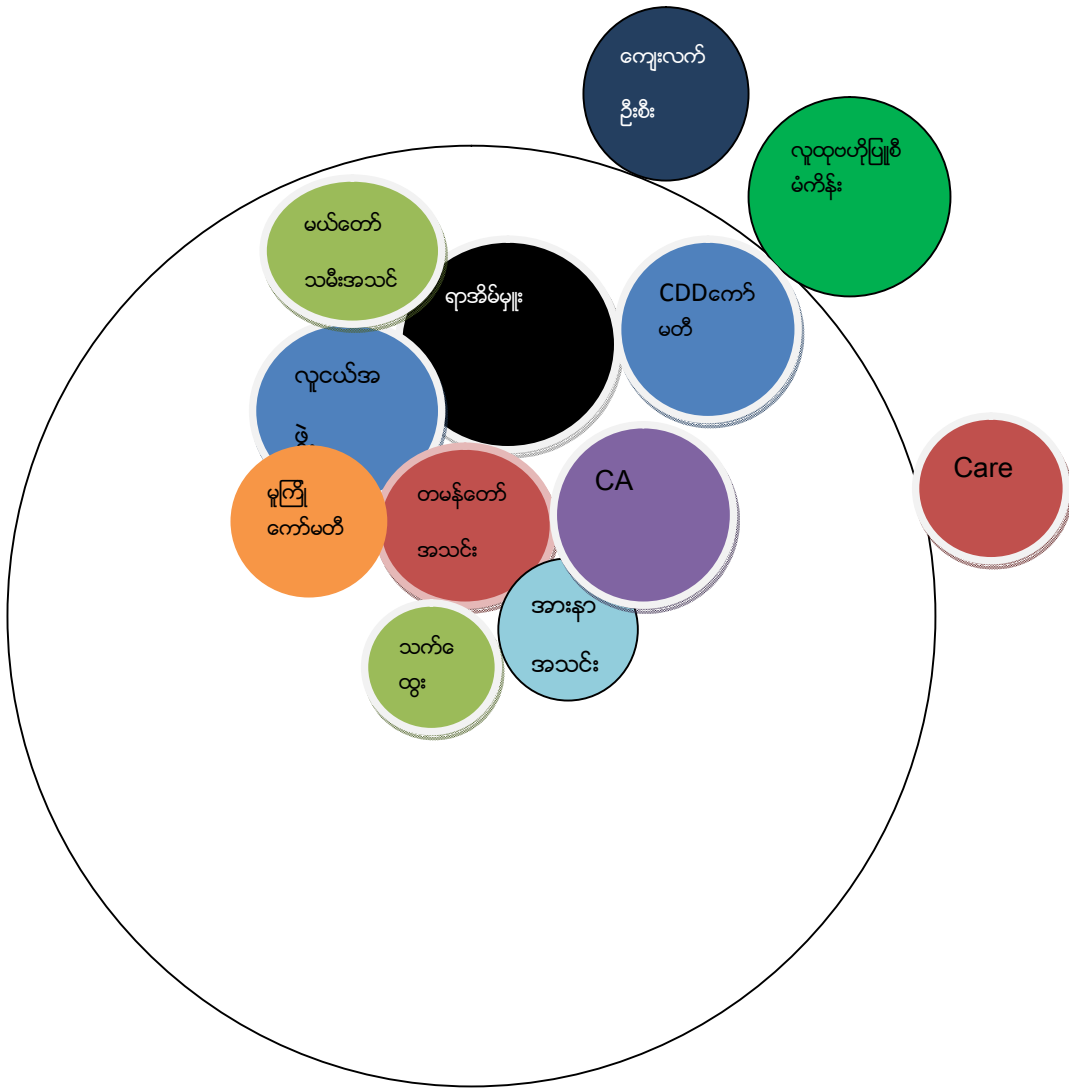 ကျေးလက်
ဦးစီး
လူထုဗဟိုပြုစီ
မံကိန်း
မယ်တော်
သမီးအသင်
ရာအိမ်မှူး
CDDကော်
မတီ
လူငယ်အ
ဖွဲ့
CA
Care
မူကြို
ကော်မတီ
တမန်တော်
အသင်း
အားနာ
အသင်း
သက်ေ
ထွး